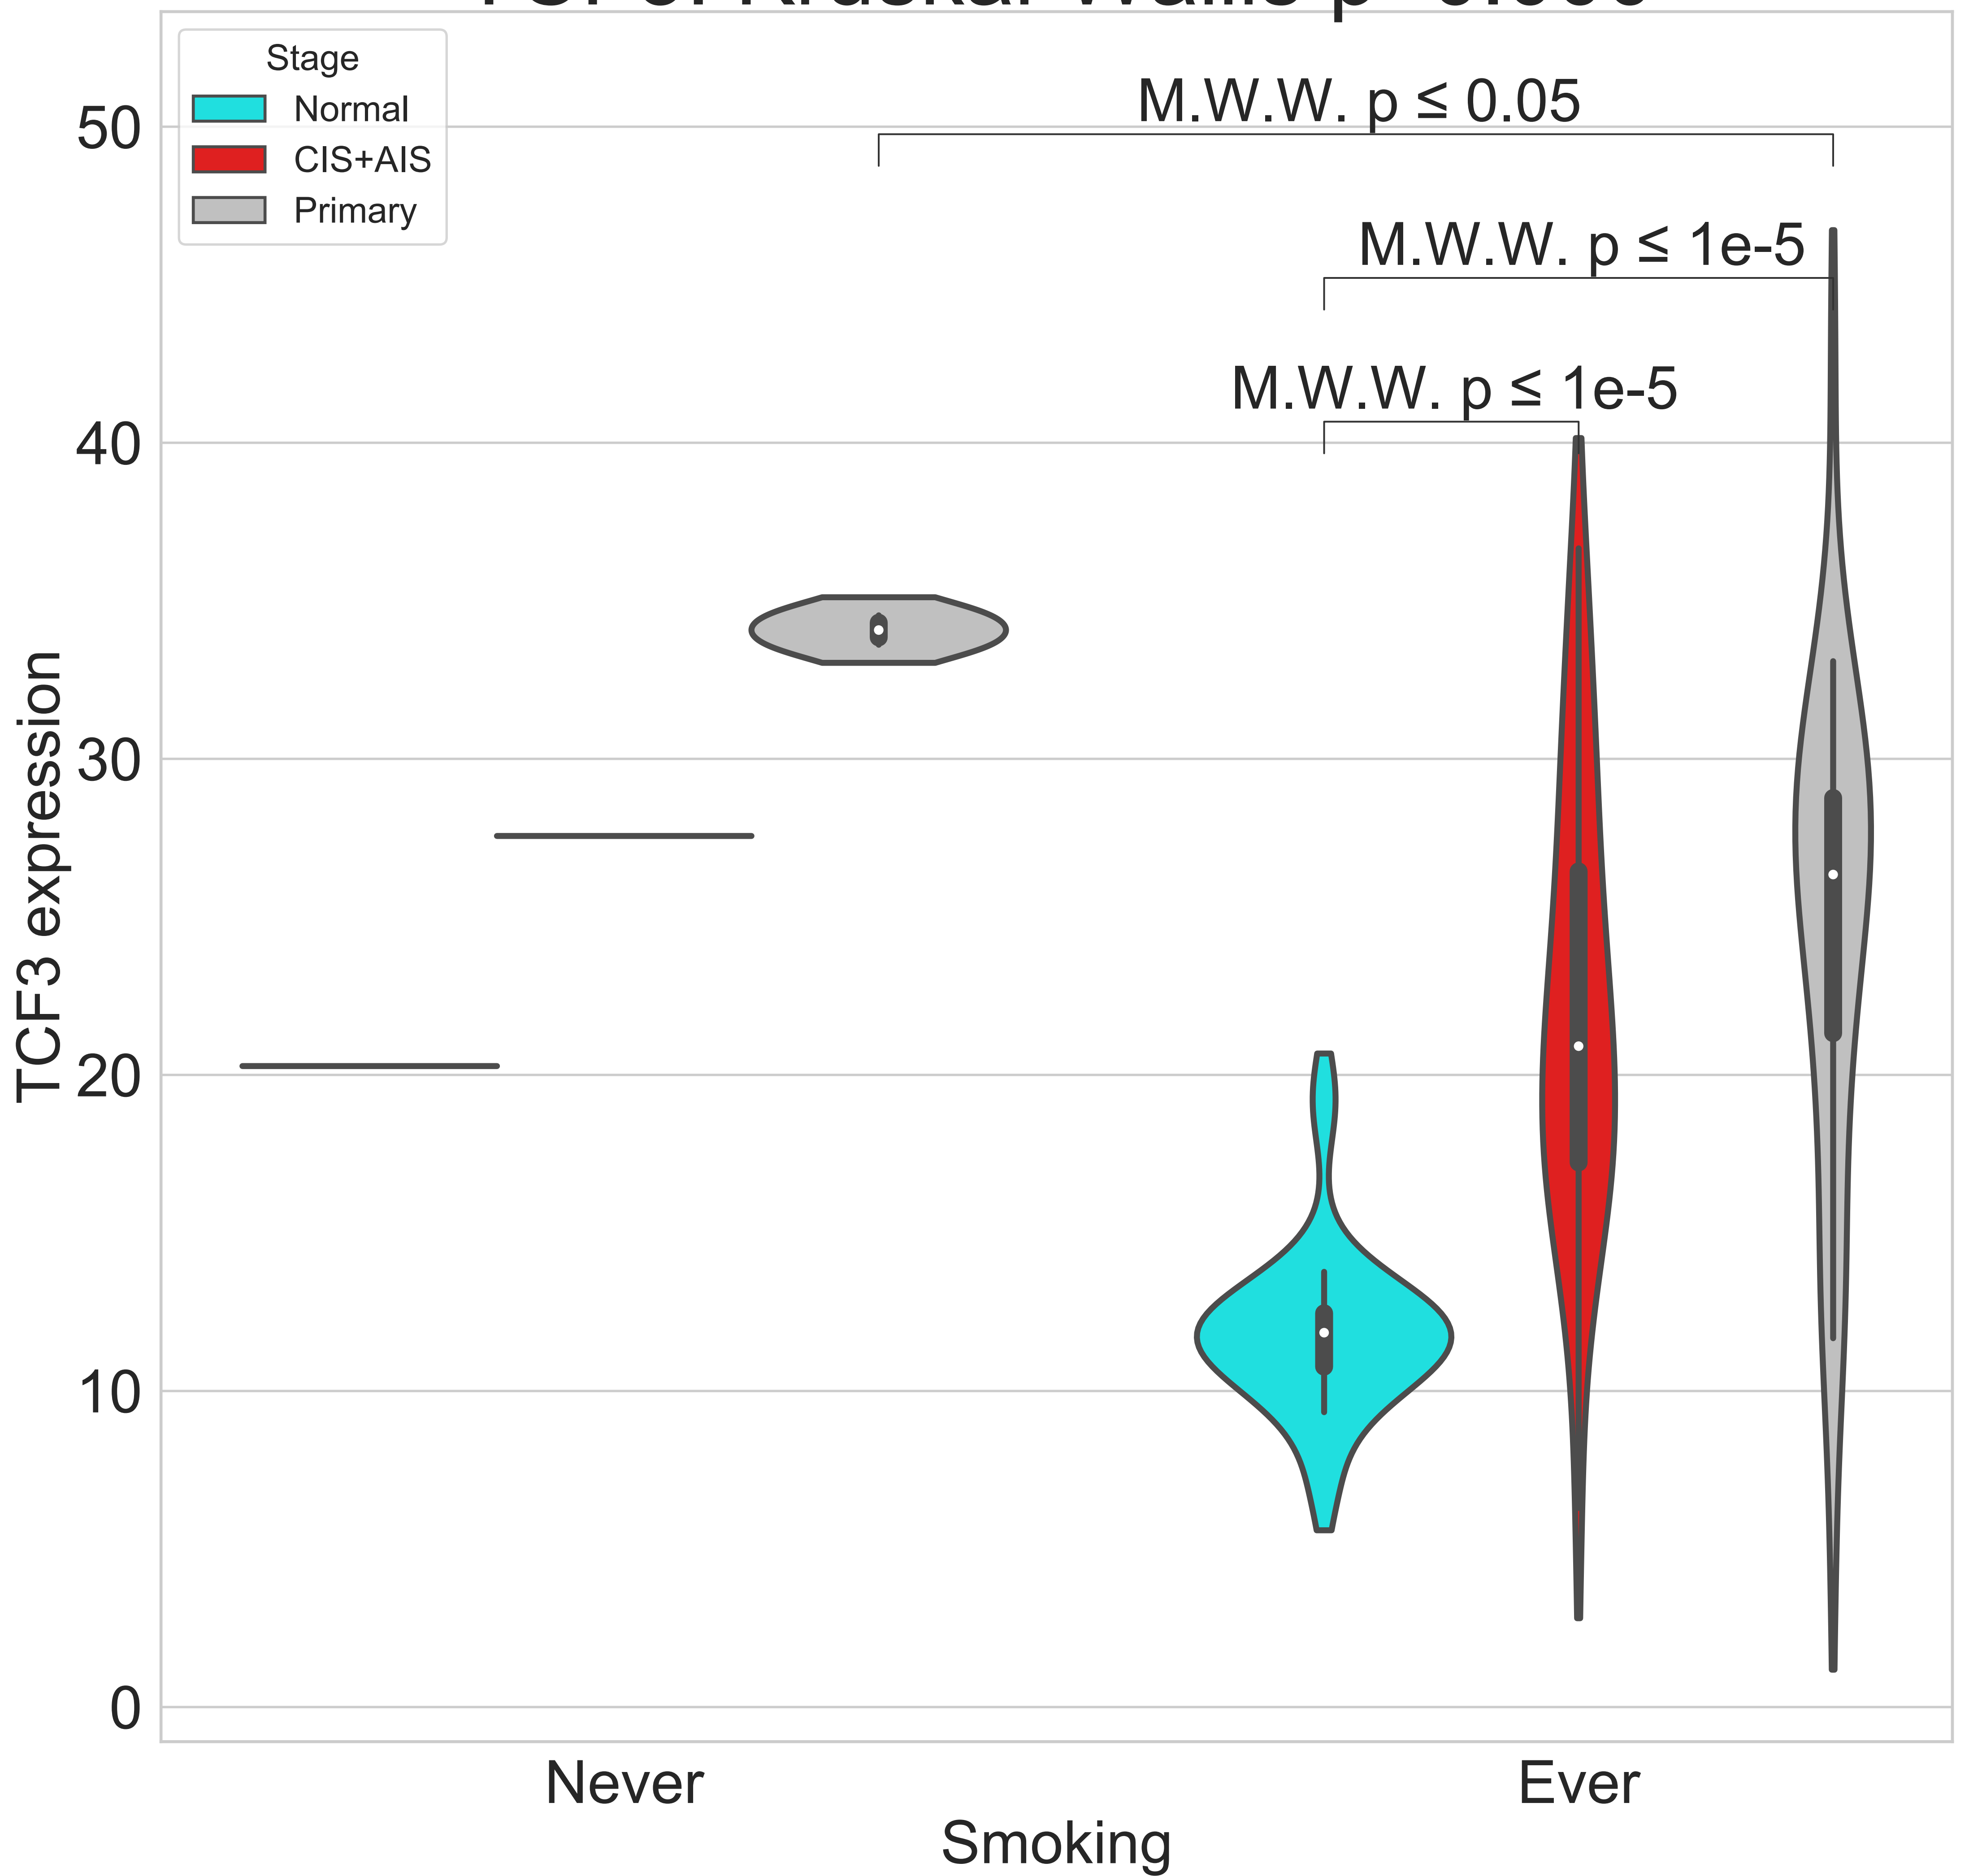 Stage
Normal
CIS+AIS
Primary
M.W.W. p ≤ 0.05
M.W.W. p ≤ 1e-5
M.W.W. p ≤ 1e-5
50
40
30
20
10
0
TCF3 expression
Never
Ever
Smoking